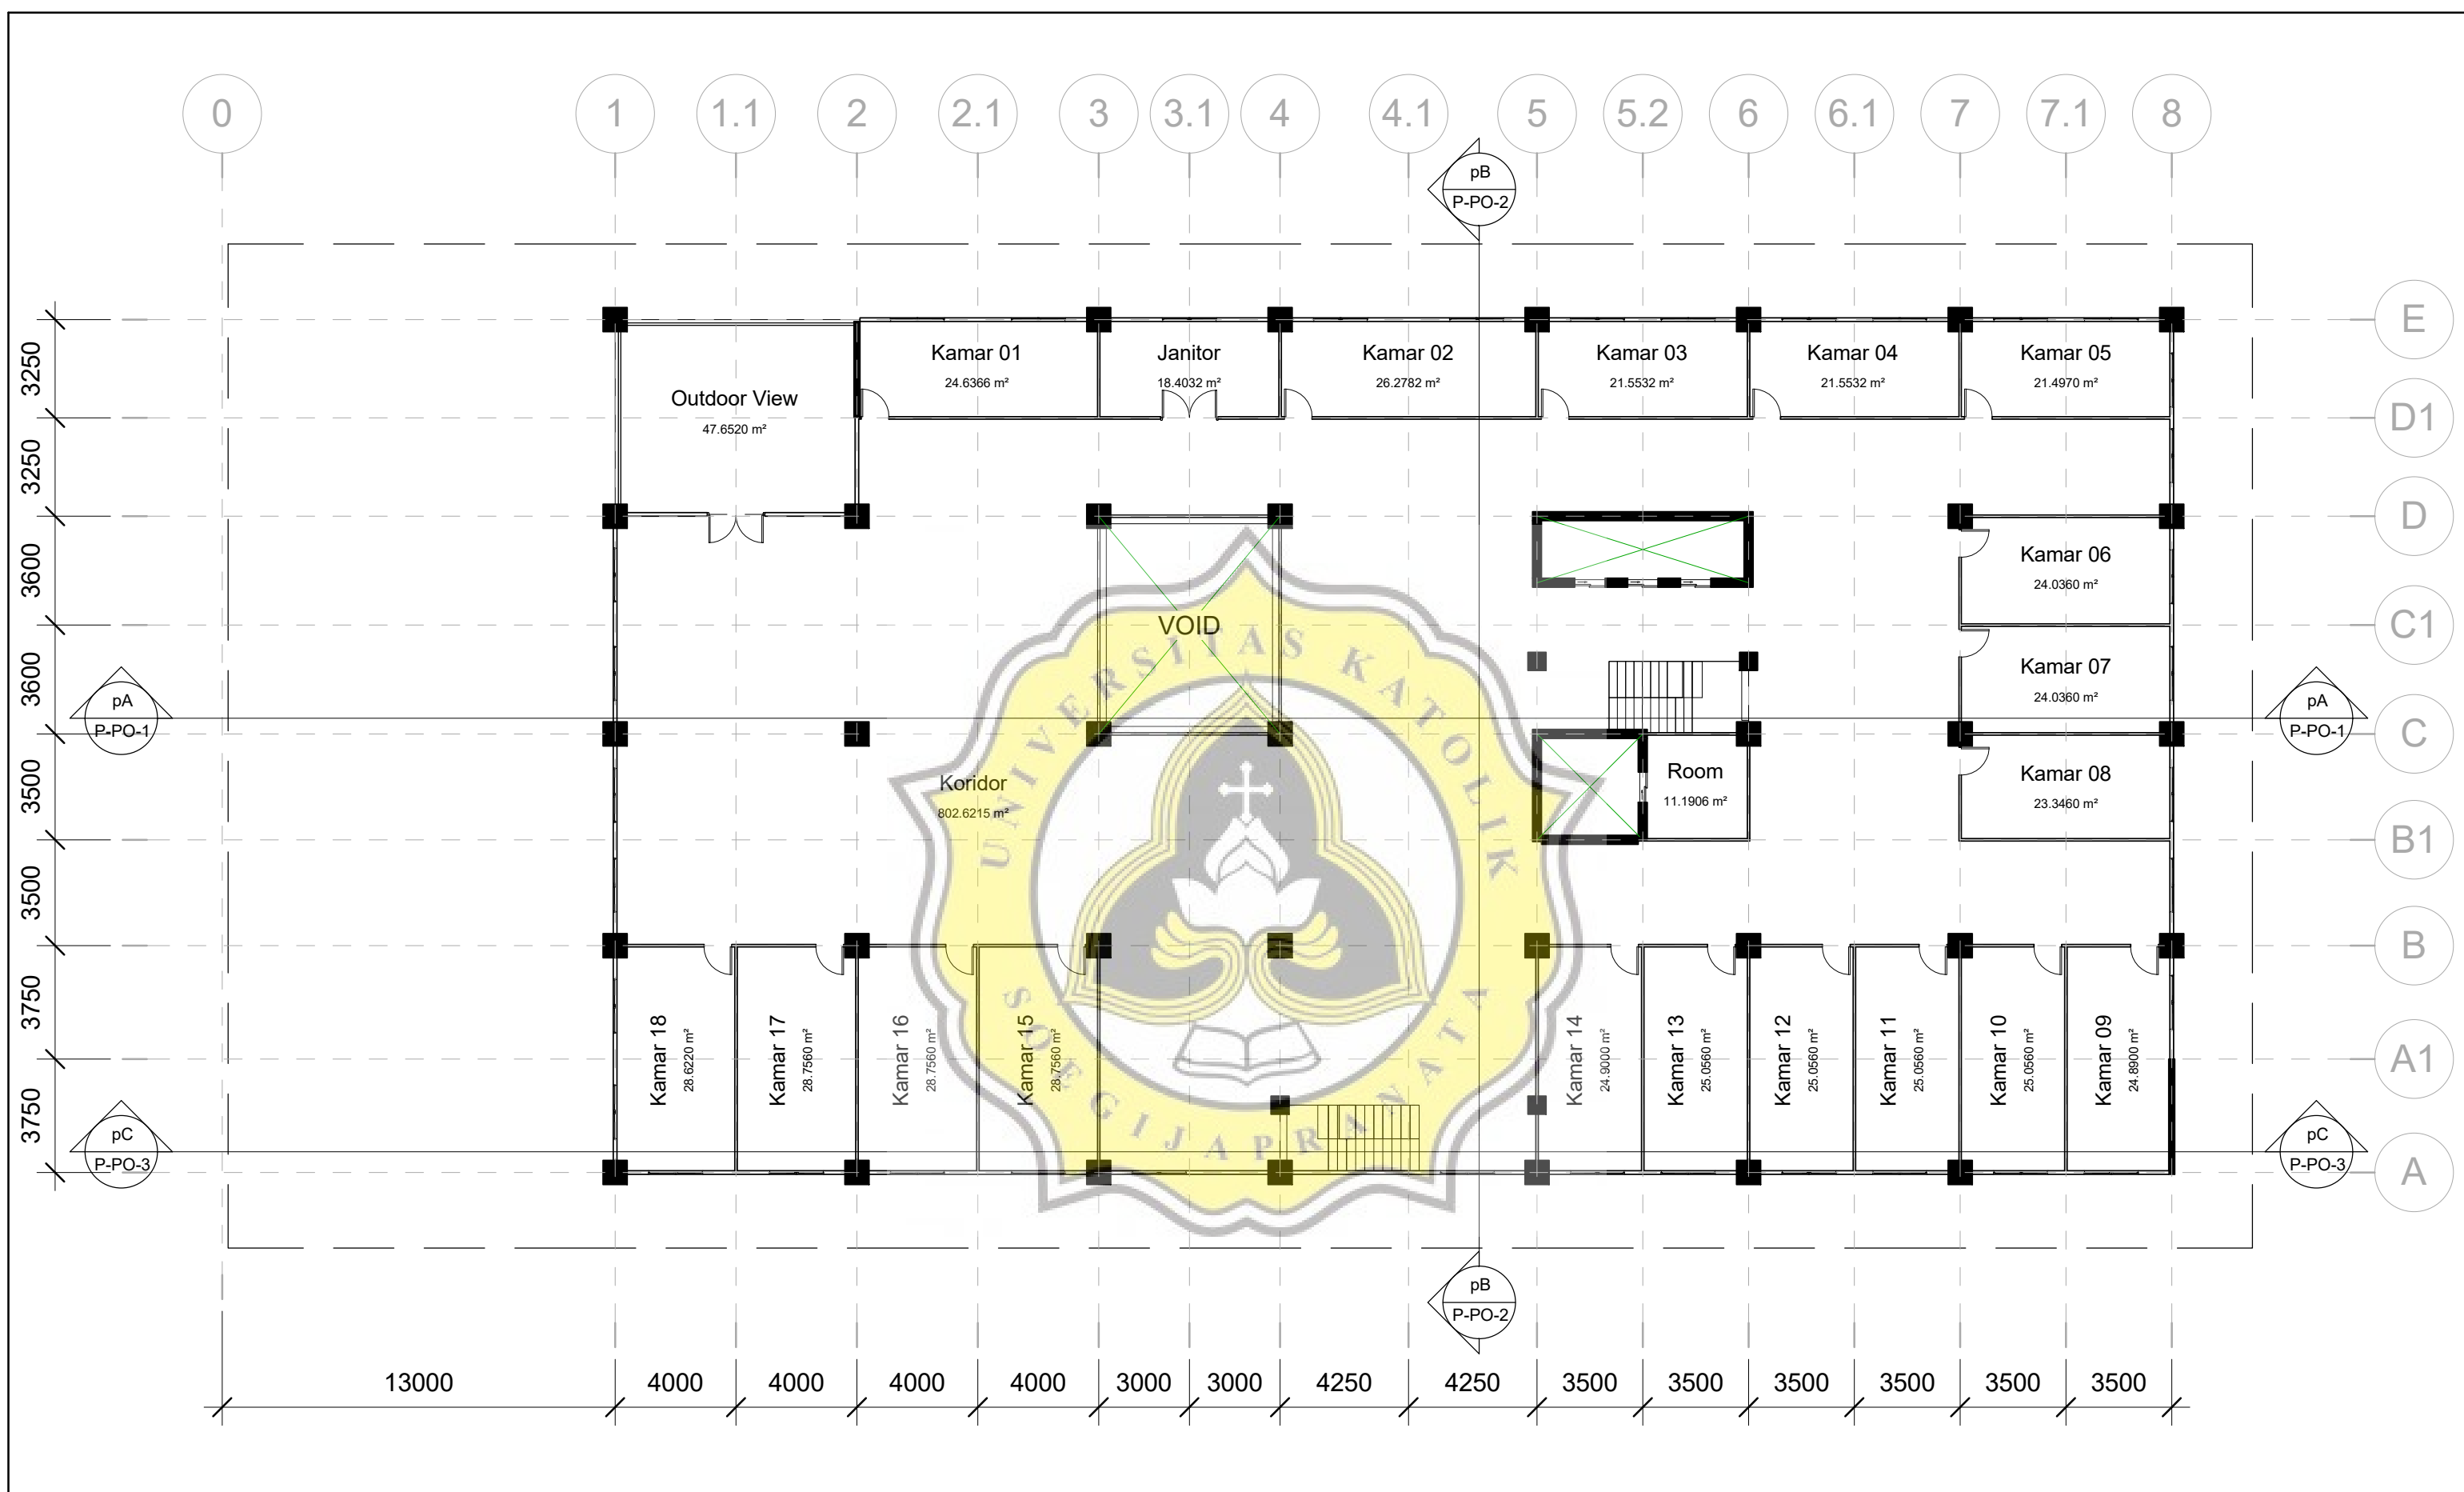 0 1 1.1 2 2.1 3 3.1 4 4.1 5 5.2 6 6.1 7 7.1 8
pB
P-PO-2
E
3250
Kamar 01
24.6366 m²
Janitor
18.4032 m²
Kamar 02
26.2782 m²
Kamar 03
21.5532 m²
Kamar 04
21.5532 m²
Kamar 05
21.4970 m²
Outdoor View
47.6520 m²
D1
3250
D
3600
Kamar 06
24.0360 m²
VOID
C1
3600
Kamar 07
24.0360 m²
pA
P-PO-1
pA
P-PO-1
C
3500
Koridor
802.6215 m²
Room
11.1906 m²
Kamar 08
23.3460 m²
B1
3500
B
3750
Kamar 18
28.6220 m²
Kamar 17
28.7560 m²
Kamar 16
28.7560 m²
Kamar 15
28.7560 m²
Kamar 14
24.9000 m²
Kamar 13
25.0560 m²
Kamar 12
25.0560 m²
Kamar 11
25.0560 m²
Kamar 10
25.0560 m²
Kamar 09
24.8900 m²
A1
3750
pC
P-PO-3
pC
P-PO-3
A
UNIVERSITAS KATOLIK
SOEGIJAPRANATA
pB
P-PO-2
13000 4000 4000 4000 4000 3000 3000 4250 4250 3500 3500 3500 3500 3500 3500